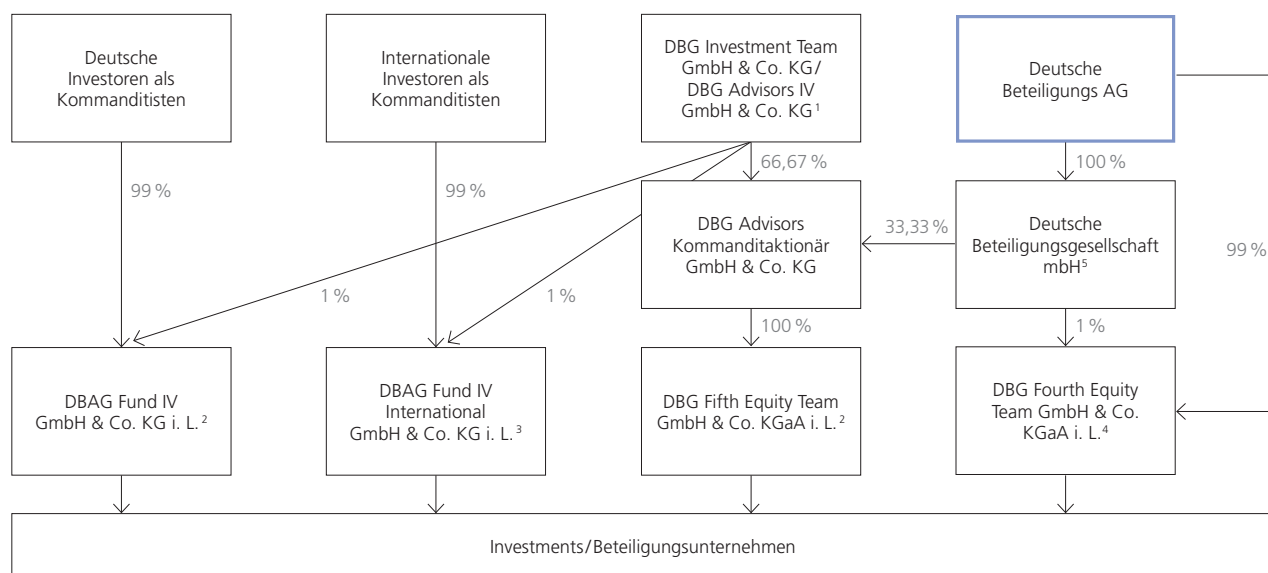 Deutsche
Investoren als
Kommanditisten
Internationale
Investoren als
Kommanditisten
DBG Investment Team
GmbH & Co. KG/
DBG Advisors IV
GmbH & Co. KG¹
Deutsche
Beteiligungs AG
99 %
99 %
66,67 %
100 %
DBG Advisors
Kommanditaktionär
GmbH & Co. KG
33,33 %
Deutsche
Beteiligungsgesellschaft
mbH⁵
99 %
1 %
1 %
100 %
1 %
DBAG Fund IV
GmbH & Co. KG i. L.²
DBAG Fund IV
International
GmbH & Co. KG i. L.³
DBG Fifth Equity Team
GmbH & Co. KGaA i. L.²
DBG Fourth Equity
Team GmbH & Co.
KGaA i. L.⁴
Investments/Beteiligungsunternehmen